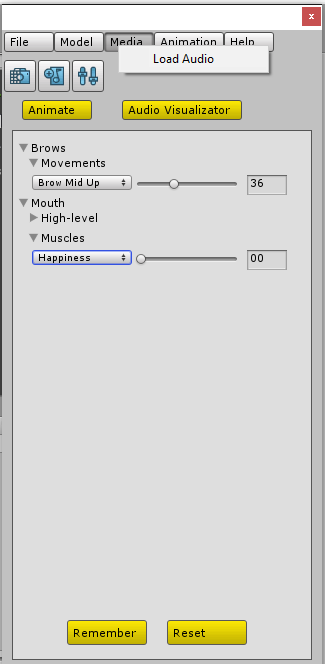 x
File Model Media Animation Help
Load Audio
Animate Audio Visualizator
Brows
Movements
Brow Mid Up 36
Mouth
High-level
Muscles
Happiness 00
Remember Reset